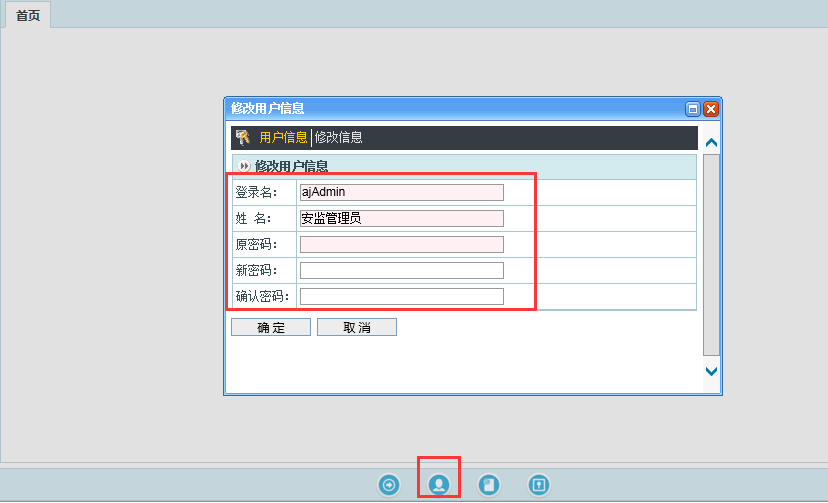 首页
修改用户信息
用户信息|修改信息
修改用户信息
登录名： ajAdmin
姓 名： 安监管理员
原密码：
新密码：
确认密码：
确 定 取 消